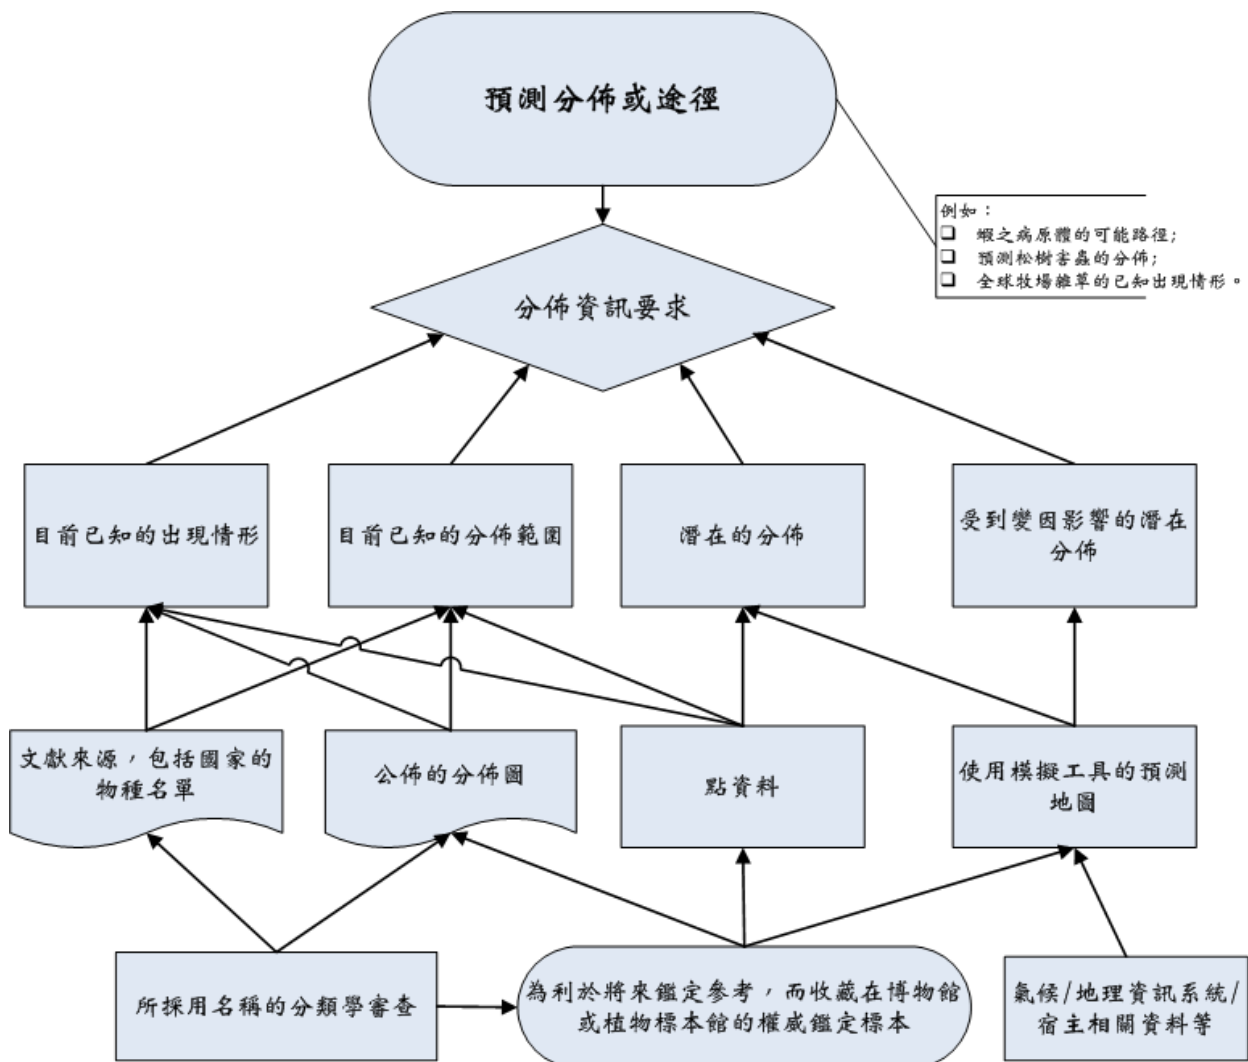 預測分佈或途徑
例如：
❑ 蝦之病原體的可能路徑;
❑ 預測松樹害蟲的分佈;
❑ 全球牧場雜草的已知出現情形。
分佈資訊要求
目前已知的出現情形
目前已知的分佈範圍
潛在的分佈
受到變因影響的潛在
分佈
文獻來源，包括國家的
物種名單
公佈的分佈圖
點資料
使用模擬工具的預測
地圖
所採用名稱的分類學審查
為利於將來鑑定參考，而收藏在博物館
或植物標本館的權威鑑定標本
氣候/地理資訊系統/
宿主相關資料等